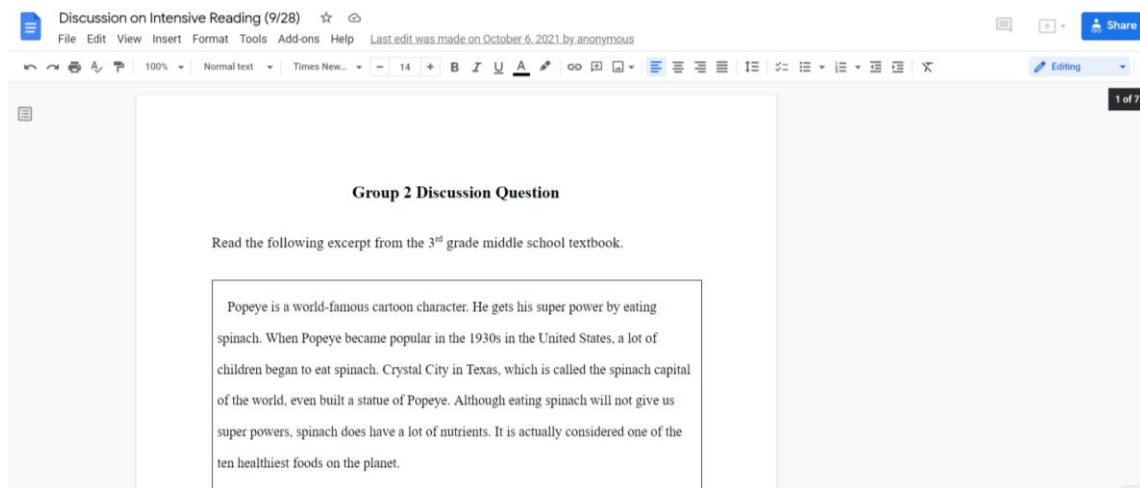 Discussion on Intensive Reading (9/28)
File Edit View Insert Format Tools Add-ons Help Last edit was made on October 6, 2021 by anonymous
Share
100% Normal text Times New... - 14 + B I U A Editing
1 of 7
Group 2 Discussion Question
Read the following excerpt from the 3rd grade middle school textbook.
Popeye is a world-famous cartoon character. He gets his super power by eating
spinach. When Popeye became popular in the 1930s in the United States, a lot of
children began to eat spinach. Crystal City in Texas, which is called the spinach capital
of the world, even built a statue of Popeye. Although eating spinach will not give us
super powers, spinach does have a lot of nutrients. It is actually considered one of the
ten healthiest foods on the planet.